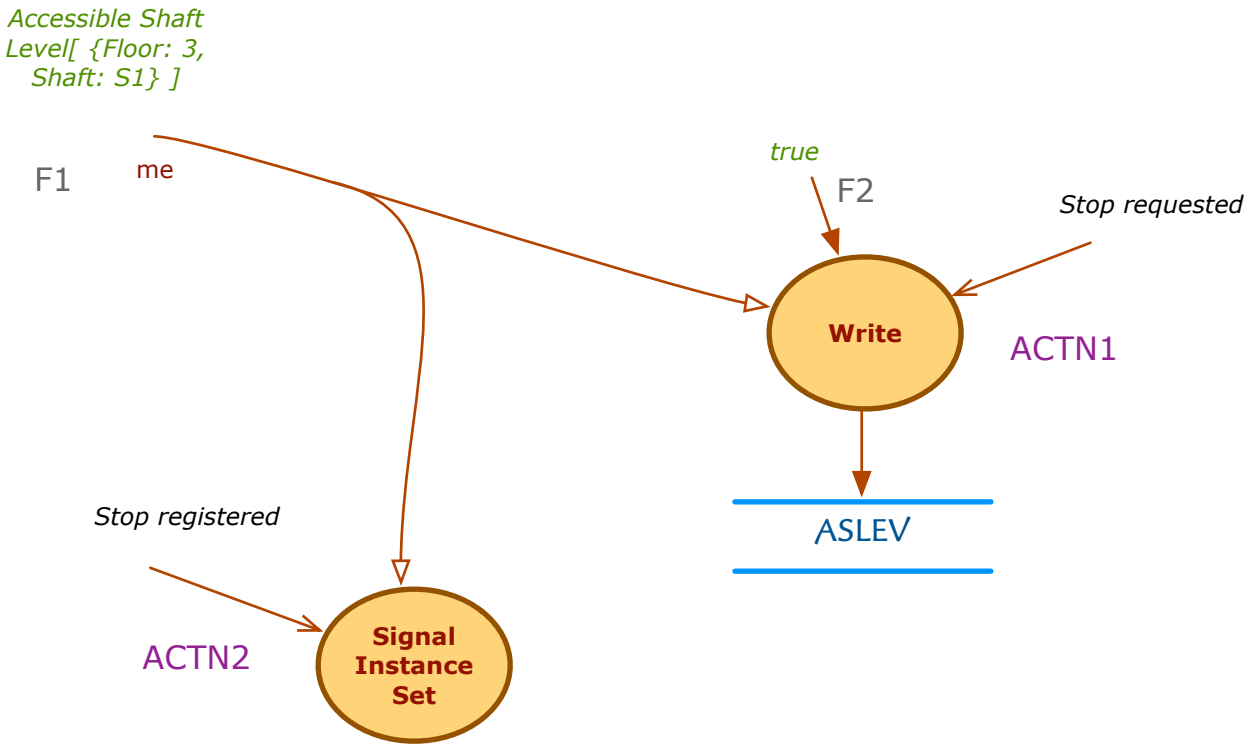 Accessible Shaft
Level[ {Floor: 3,
Shaft: S1} ]
F1
me
true
F2
Stop requested
Write
ACTN1
ASLEV
Stop registered
ACTN2
Signal
Instance
Set